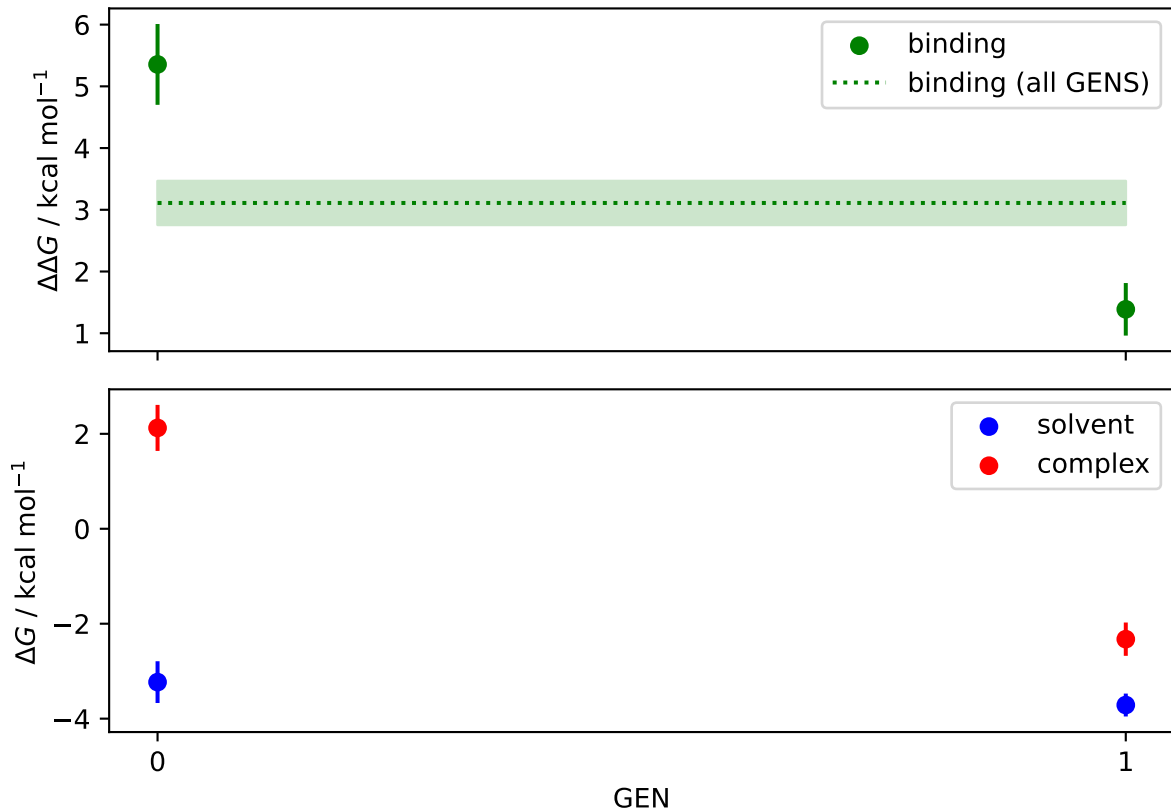 6
5
4
3
2
1
ΔΔG / kcal mol⁻¹
binding
binding (all GENS)
2
0
−2
−4
ΔG / kcal mol⁻¹
solvent
complex
0
1
GEN